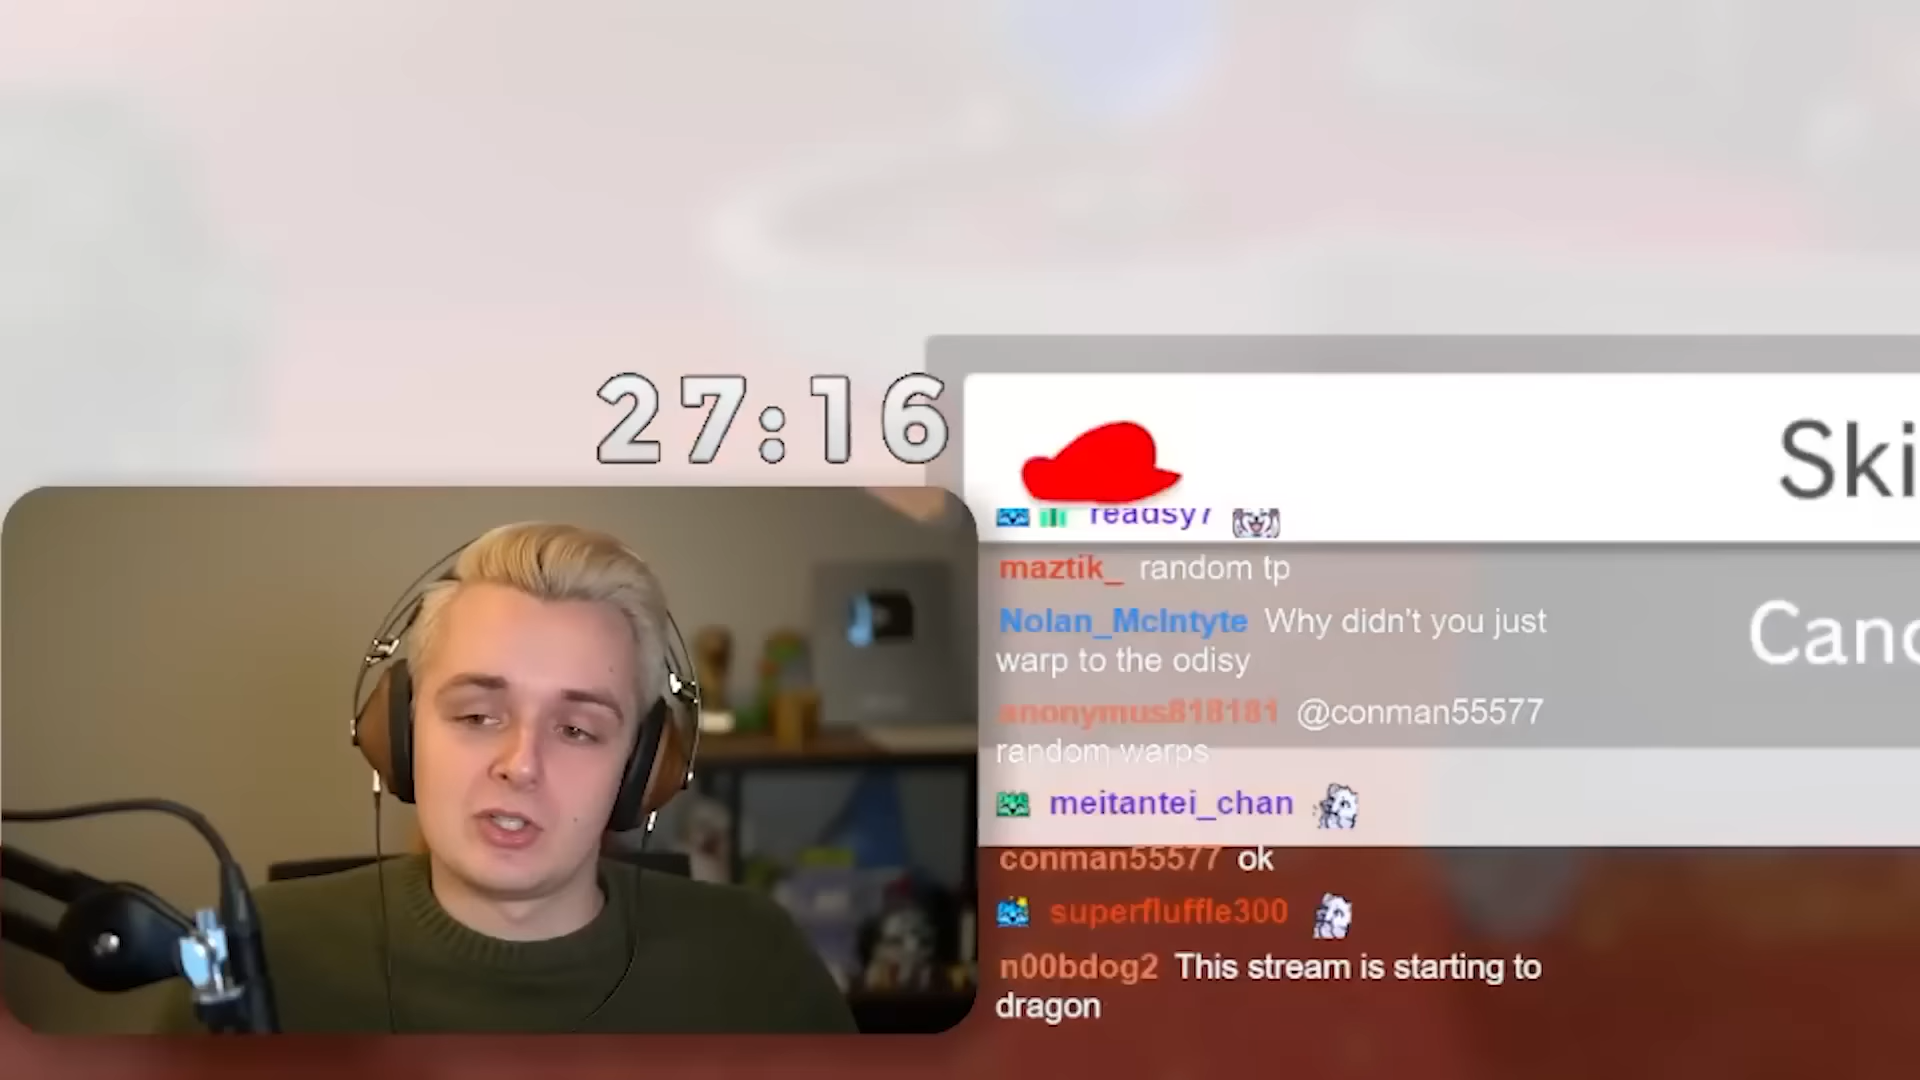 27:16
Ski
readsy7
maztik_ random tp
Nolan_McIntyte Why didn't you just
warp to the odisy
anonymus818181 @conman55577
random warps
Canc
meitantei_chan
conman55577 ok
superfluffle300
n00bdog2 This stream is starting to
dragon